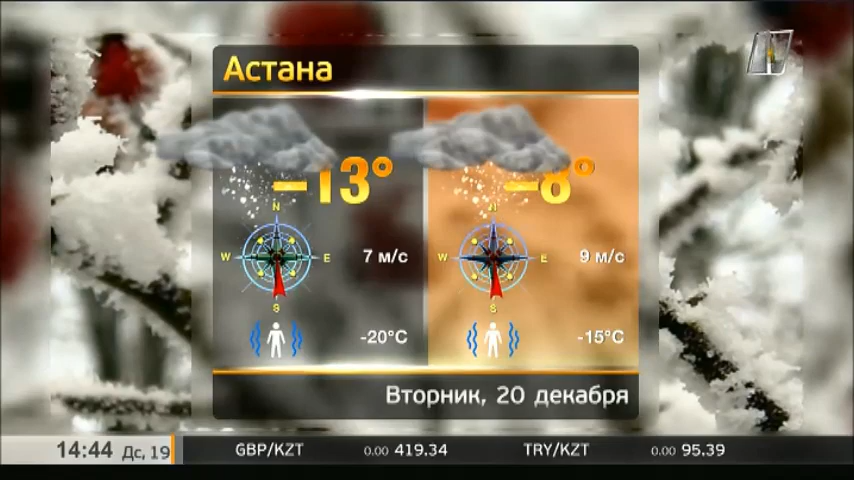 Астана
-13° -8°
N N
W E W E
7 м/с 9 м/с
S S
-20°C -15°C
Вторник, 20 декабря
14:44 Дс, 19 GBP/KZT 0.00 419.34 TRY/KZT 0.00 95.39